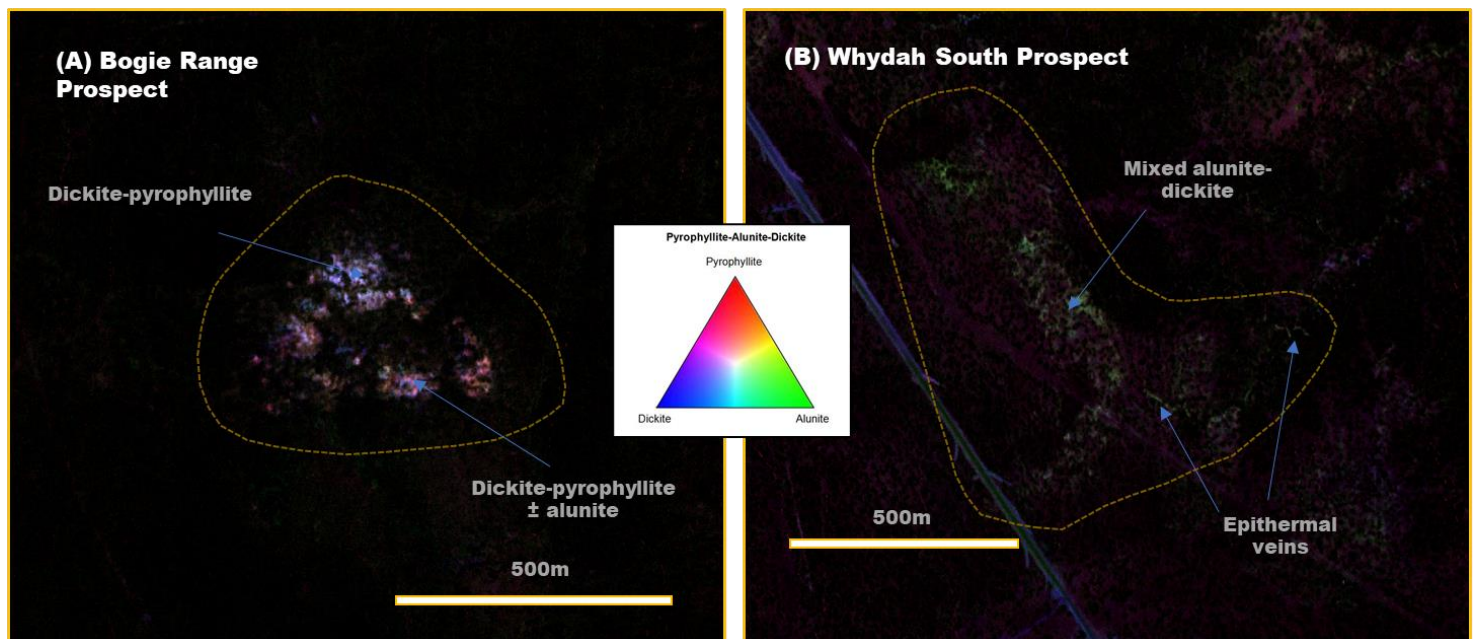 (A) Bogie Range
Prospect
Dickite-pyrophyllite
Dickite-pyrophyllite
± alunite
500m
Pyrophyllite-Alunite-Dickite
Pyrophyllite
Dickite
Alunite
(B) Whydah South Prospect
Mixed alunite-
dickite
Epithermal
veins
500m